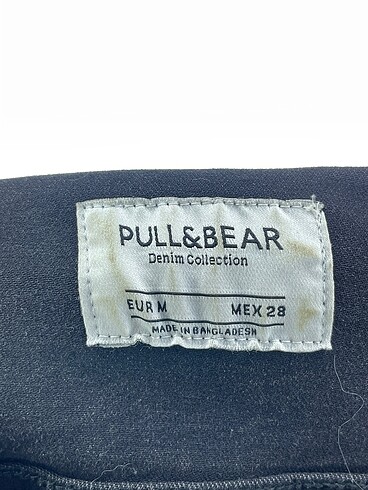 PULL&BEAR
Denim Collection
EUR M MEX 28
MADE IN BANGLADESH